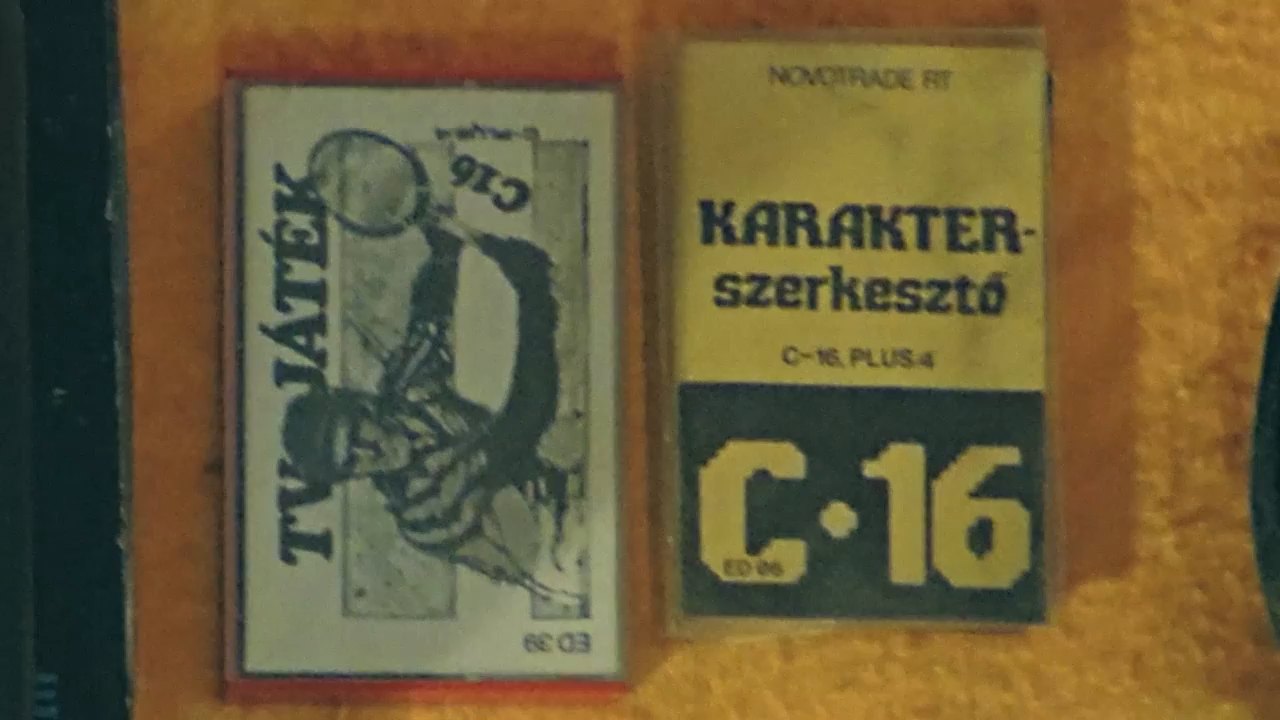 TV JÁTÉK
C16
ED 39
NOVOTRADE RT
KARAKTER-
szerkesztő
C-16, PLUS/4
C·16
ED 06